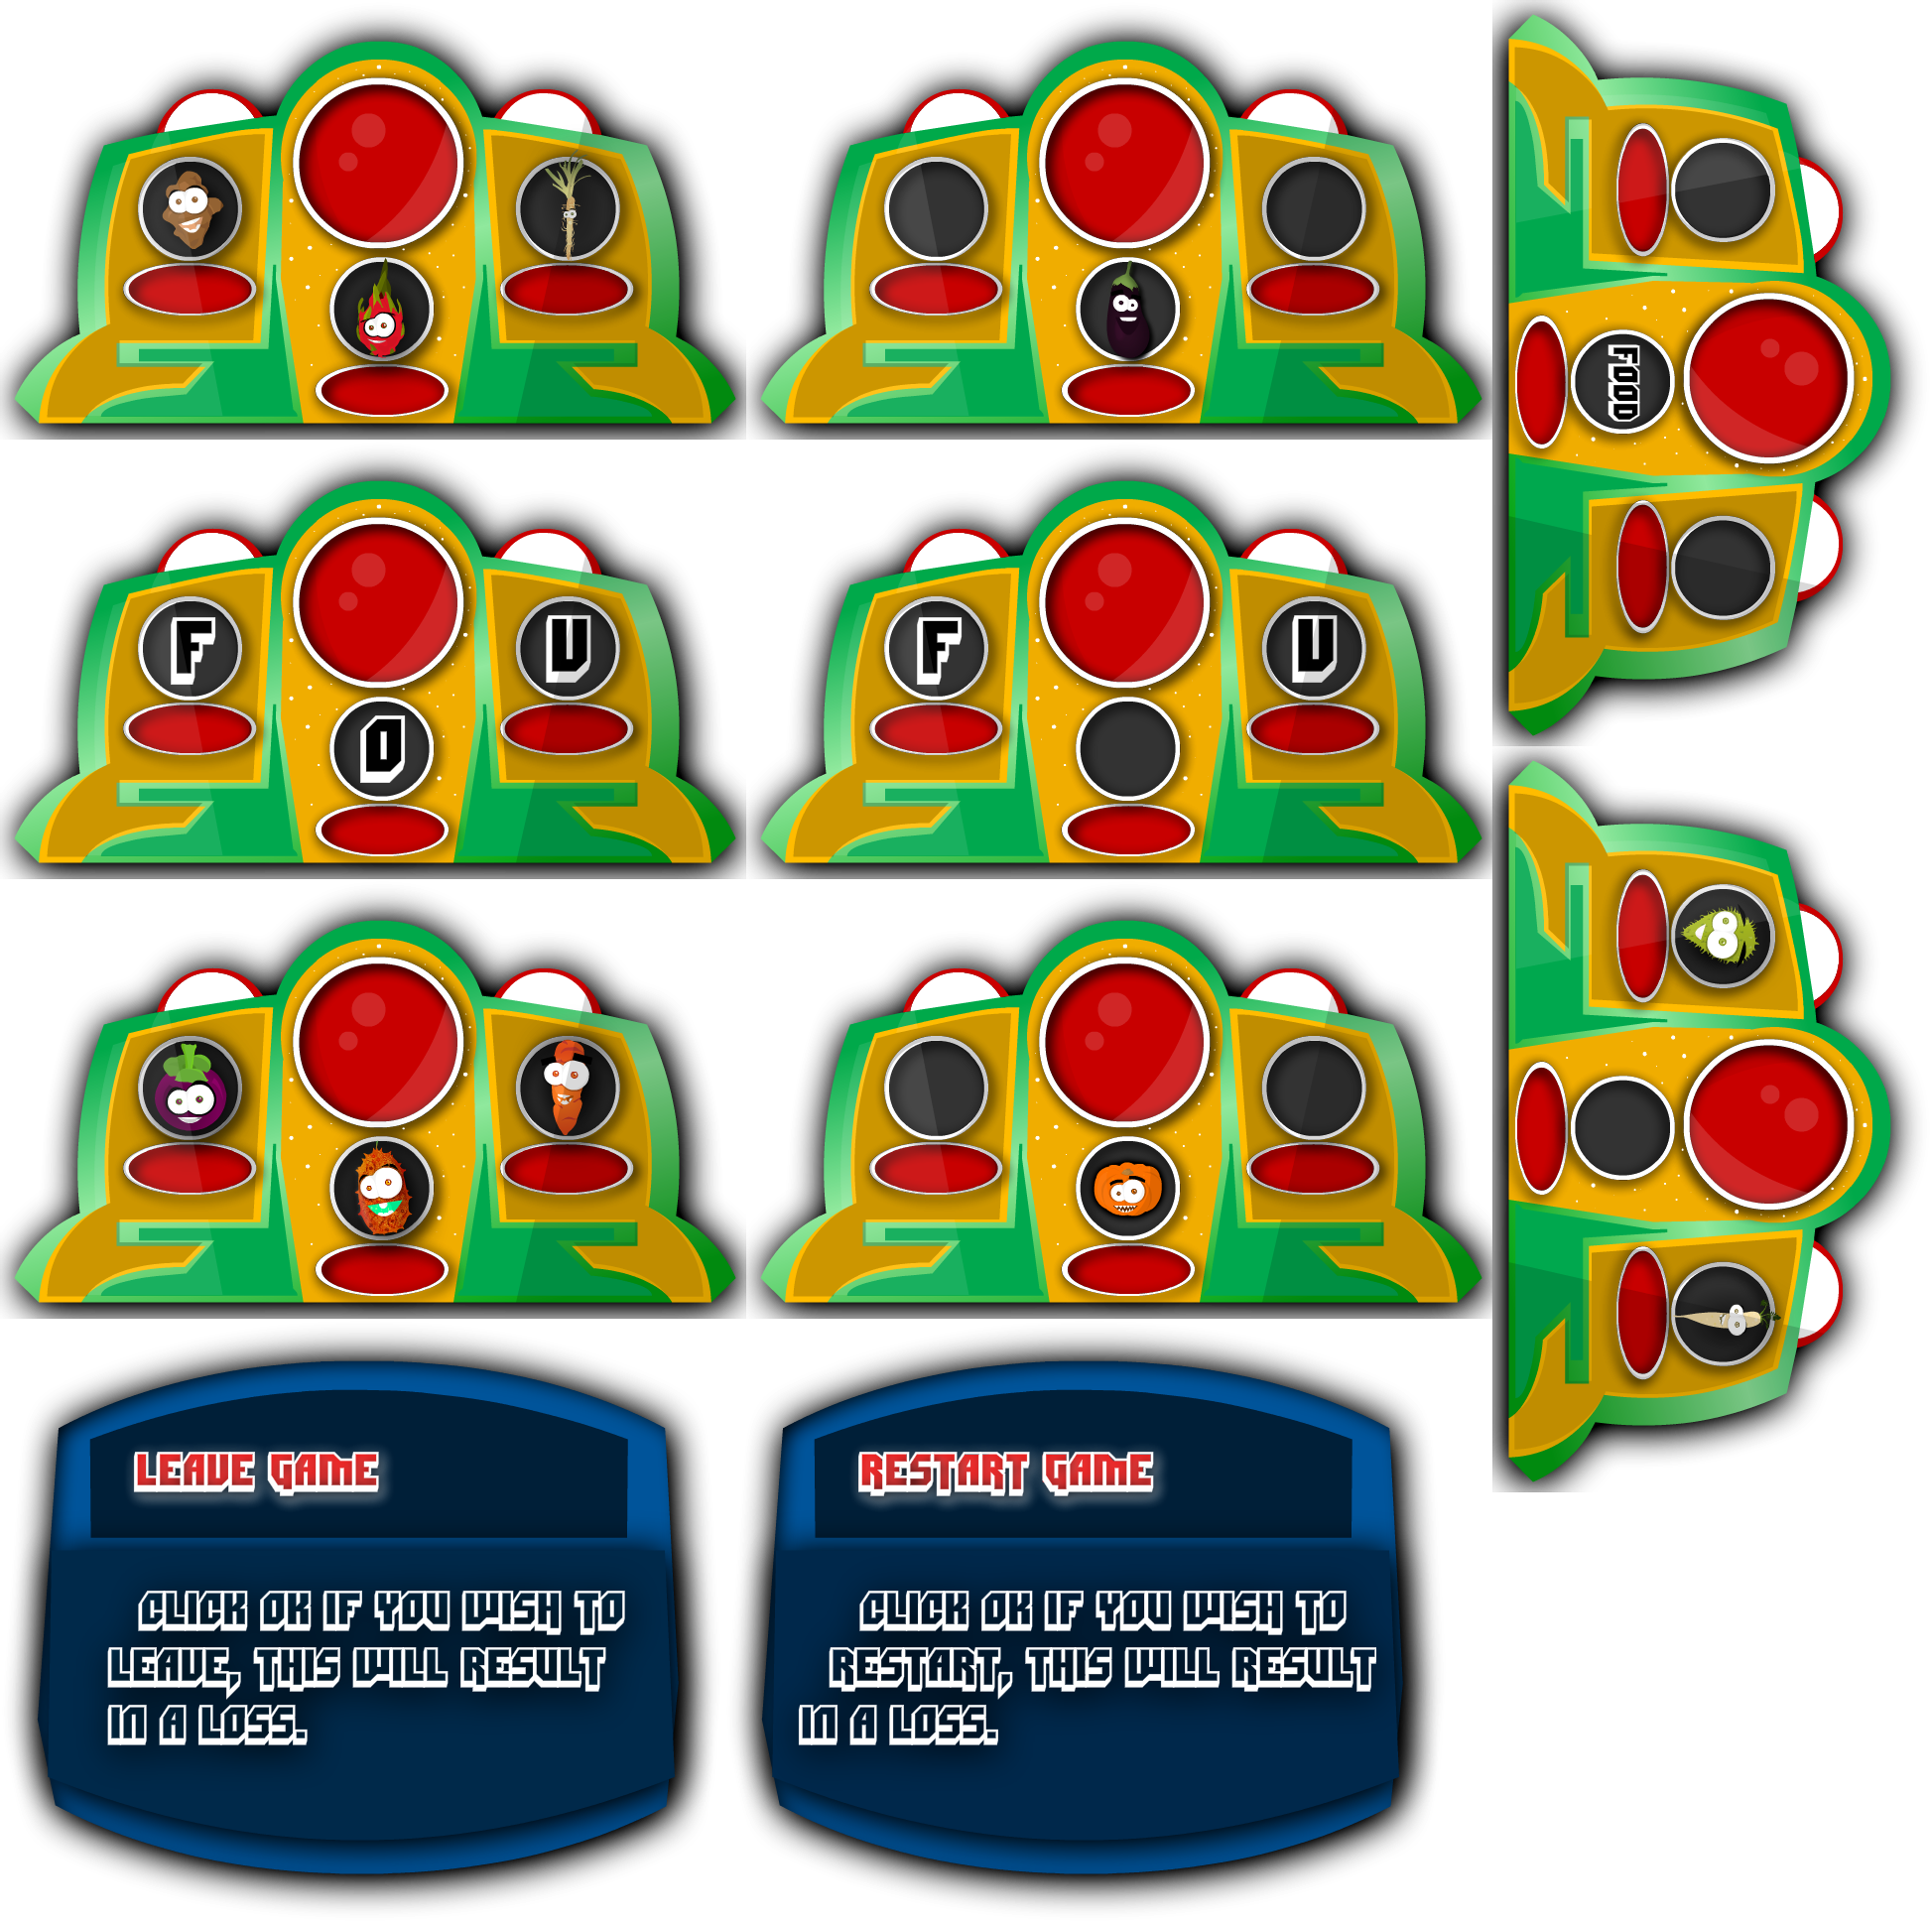 F
U
O
F
U
FOOD
LEAVE GAME
CLICK OK IF YOU WISH TO
LEAVE, THIS WILL RESULT
IN A LOSS.
RESTART GAME
CLICK OK IF YOU WISH TO
RESTART, THIS WILL RESULT
IN A LOSS.